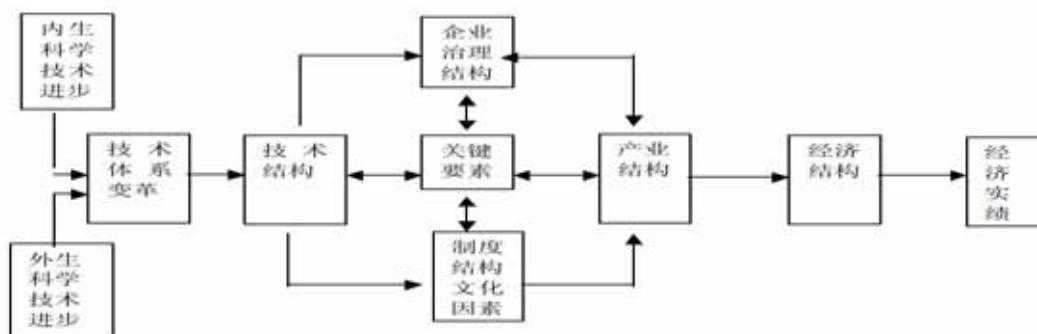 内生
科学
技术
进步
外生
科学
技术
进步
技术
体系
变革
技术
结构
企业
治理
结构
关键
要素
制度
结构
文化
因素
产业
结构
经济
结构
经
济
实
绩